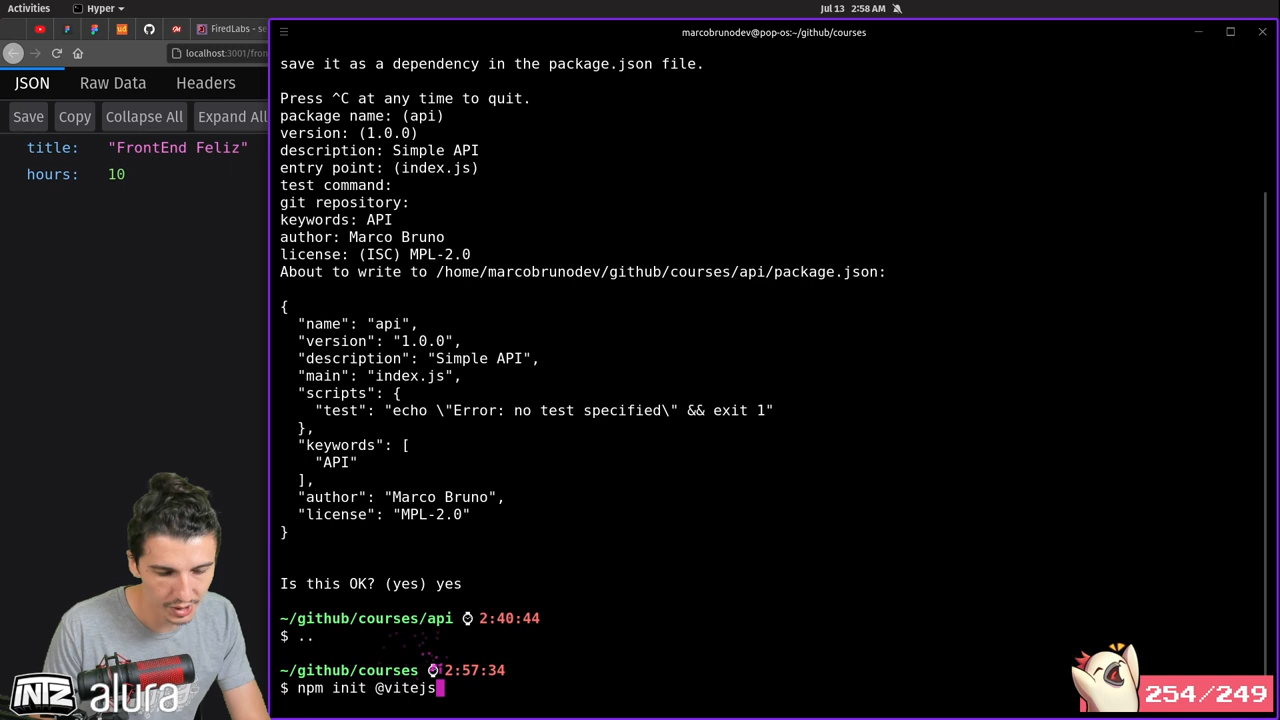 Activities
Hyper
Jul 13 2:58 AM
FiredLabs - se
marcobrunodev@pop-os:~/github/courses
localhost:3001/fron
JSON
Raw Data
Headers
Save
Copy
Collapse All
Expand All
title: "FrontEnd Feliz"
hours: 10
save it as a dependency in the package.json file.
Press ^C at any time to quit.
package name: (api)
version: (1.0.0)
description: Simple API
entry point: (index.js)
test command:
git repository:
keywords: API
author: Marco Bruno
license: (ISC) MPL-2.0
About to write to /home/marcobrunodev/github/courses/api/package.json:
{
"name": "api",
"version": "1.0.0",
"description": "Simple API",
"main": "index.js",
"scripts": {
"test": "echo \"Error: no test specified\" && exit 1"
},
"keywords": [
"API"
],
"author": "Marco Bruno",
"license": "MPL-2.0"
}
Is this OK? (yes) yes
~/github/courses/api 2:40:44
$ ..
~/github/courses 2:57:34
$ npm init @vitejs
INTZ alura
254/249